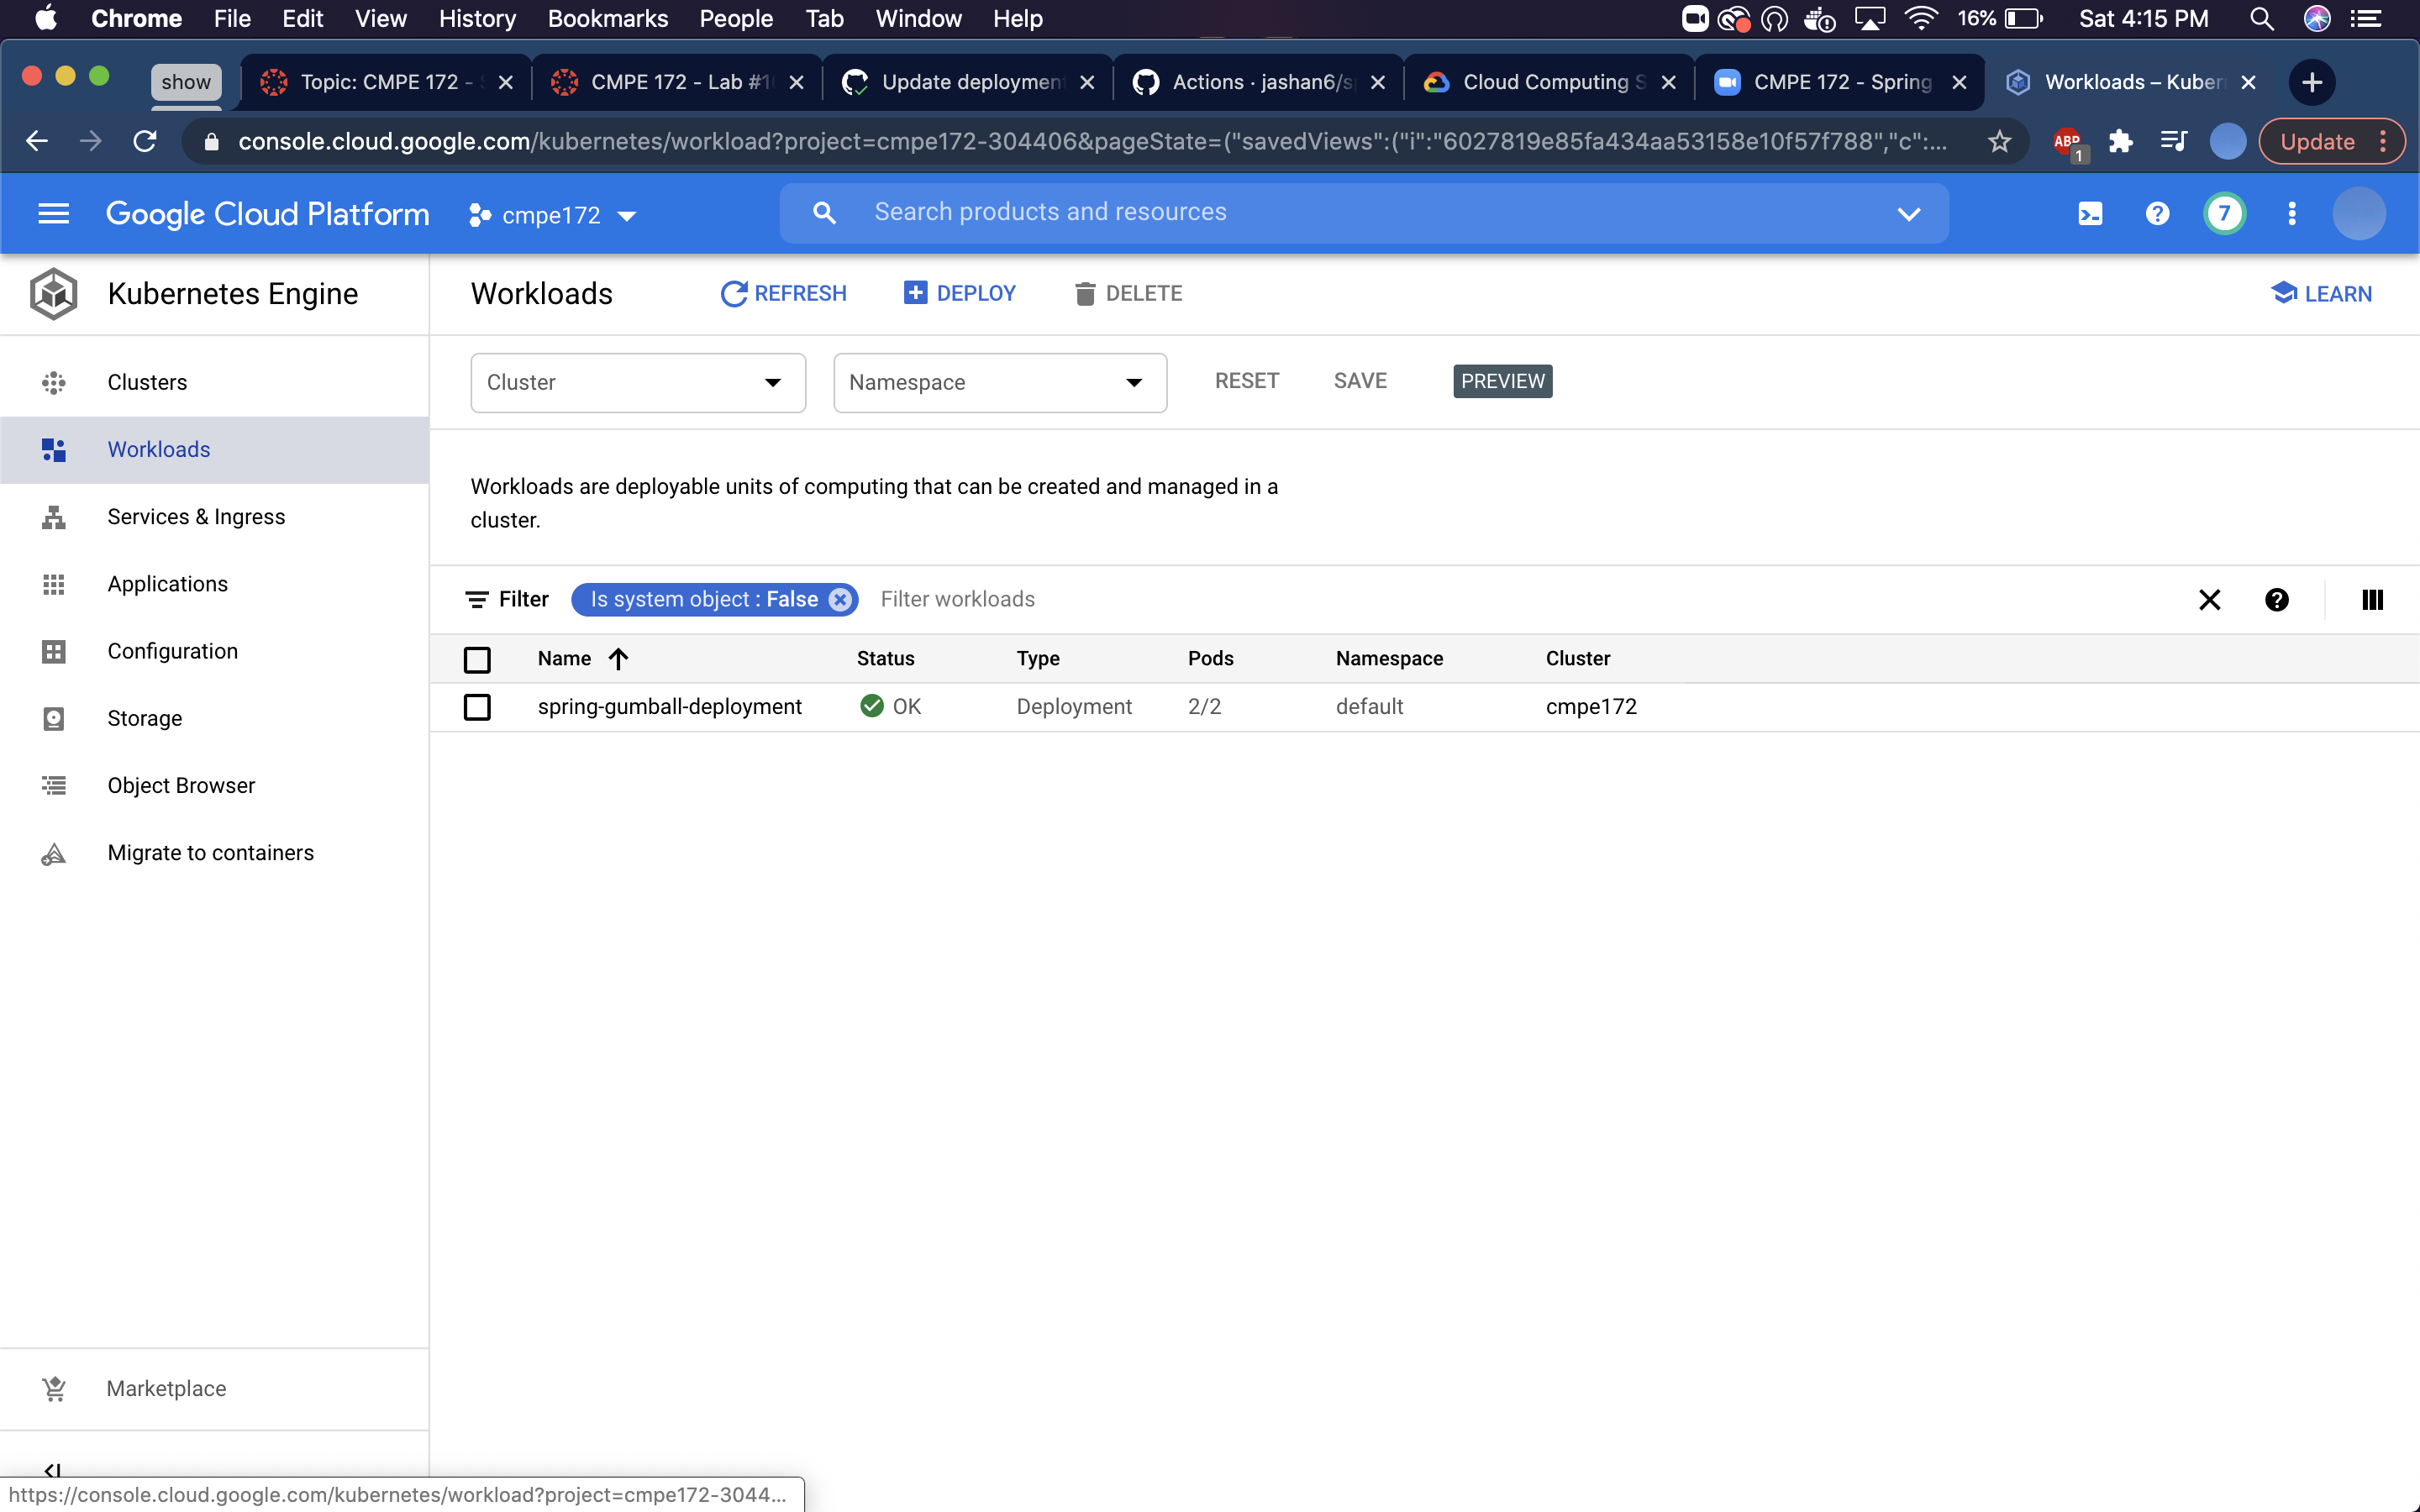 Chrome File Edit View History Bookmarks People Tab Window Help 16% Sat 4:15 PM
show Topic: CMPE 172 - CMPE 172 - Lab #1 Update deploymen Actions · jashan6/s Cloud Computing S CMPE 172 - Spring Workloads – Kuber
console.cloud.google.com/kubernetes/workload?project=cmpe172-304406&pageState=("savedViews":("i":"6027819e85fa434aa53158e10f57f788","c":... ABP 1 Update
Google Cloud Platform cmpe172 Search products and resources 7
Kubernetes Engine Workloads REFRESH DEPLOY DELETE LEARN
Clusters
Workloads
Services & Ingress
Applications
Configuration
Storage
Object Browser
Migrate to containers
Marketplace
Cluster Namespace RESET SAVE PREVIEW
Workloads are deployable units of computing that can be created and managed in a
cluster.
Filter Is system object : False Filter workloads
Name Status Type Pods Namespace Cluster
spring-gumball-deployment OK Deployment 2/2 default cmpe172
https://console.cloud.google.com/kubernetes/workload?project=cmpe172-3044...